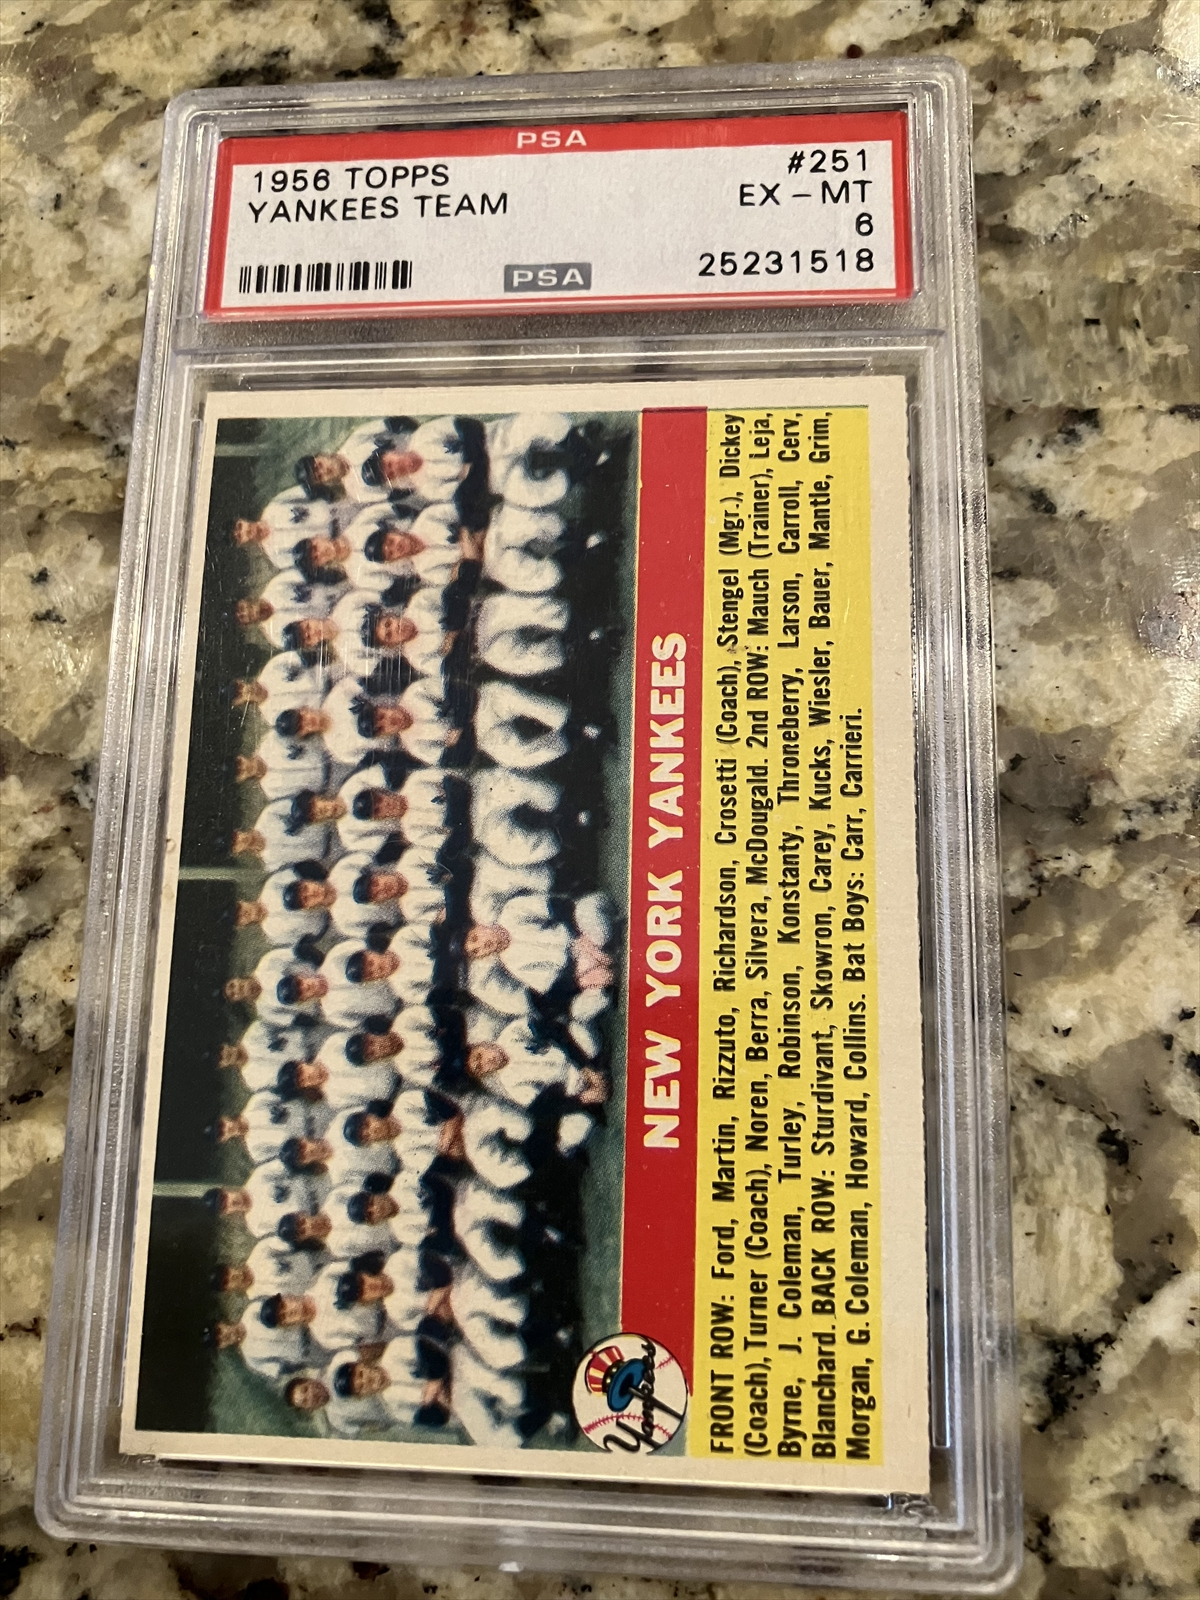 PSA
1956 TOPPS #251
YANKEES TEAM EX - MT
6
PSA 25231518
NEW YORK YANKEES
Yankees
FRONT ROW: Ford, Martin, Rizzuto, Richardson, Crosetti (Coach), Stengel (Mgr.), Dickey
(Coach), Turner (Coach), Noren, Berra, Silvera, McDougald. 2nd ROW: Mauch (Trainer), Leja,
Byrne, J. Coleman, Turley, Robinson, Konstanty, Throneberry, Larson, Carroll, Cerv,
Blanchard. BACK ROW: Sturdivant, Skowron, Carey, Kucks, Wiesler, Bauer, Mantle, Grim,
Morgan, G. Coleman, Howard, Collins. Bat Boys: Carr, Carrieri.